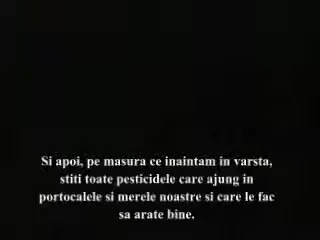 Si apoi, pe masura ce inaintam in varsta,
stiti toate pesticidele care ajung in
portocalele si merele noastre si care le fac
sa arate bine.